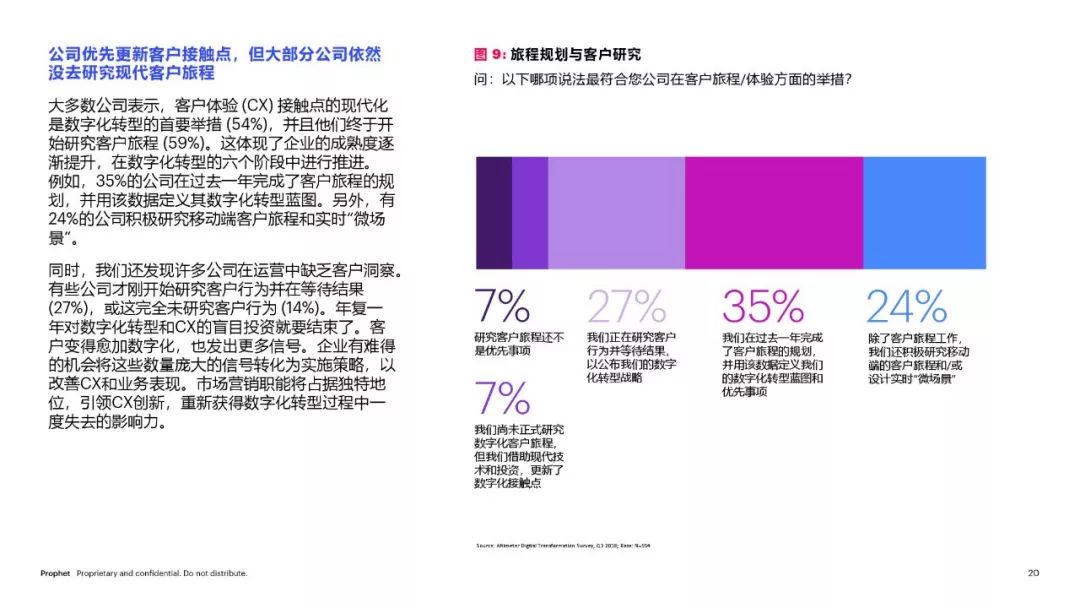 公司优先更新客户接触点，但大部分公司依然
没去研究现代客户旅程
大多数公司表示，客户体验 (CX) 接触点的现代化
是数字化转型的首要举措 (54%)，并且他们终于开
始研究客户旅程 (59%)。这体现了企业的成熟度逐
渐提升，在数字化转型的六个阶段中进行推进。
例如，35%的公司在过去一年完成了客户旅程的规
划，并用该数据定义其数字化转型蓝图。另外，有
24%的公司积极研究移动端客户旅程和实时“微场
景”。
同时，我们还发现许多公司在运营中缺乏客户洞察。
有些公司才刚开始研究客户行为并在等待结果
(27%)，或这完全未研究客户行为 (14%)。年复一
年对数字化转型和CX的盲目投资就要结束了。客
户变得愈加数字化，也发出更多信号。企业有难得
的机会将这些数量庞大的信号转化为实施策略，以
改善CX和业务表现。市场营销职能将占据独特地
位，引领CX创新，重新获得数字化转型过程中一
度失去的影响力。
图 9: 旅程规划与客户研究
问：以下哪项说法最符合您公司在客户旅程/体验方面的举措？
7%
研究客户旅程还不
是优先事项
7%
我们尚未正式研究
数字化客户旅程，
但我们借助现代技
术和投资，更新了
数字化接触点
27%
我们正在研究客户
行为并等待结果，
以公布我们的数字
化转型战略
35%
我们在过去一年完成
了客户旅程的规划，
并用该数据定义我们
的数字化转型蓝图和
优先事项
24%
除了客户旅程工作，
我们还积极研究移动
端的客户旅程和/或
设计实时“微场景”
Source: Altimeter Digital Transformation Survey, Q3 2018; Base: N=554
Prophet Proprietary and confidential. Do not distribute.
20